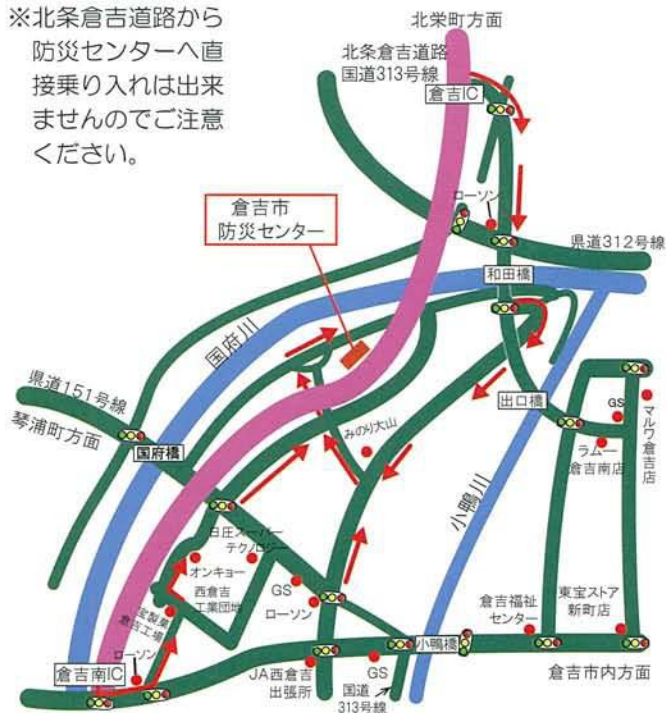 ※北条倉吉道路から
防災センターへ直
接乗り入れは出来
ませんのでご注意
ください。
北栄町方面
北条倉吉道路
国道313号線
倉吉IC
ローソン
倉吉市
防災センター
県道312号線
和田橋
国府川
県道151号線
琴浦町方面
国府橋
出口橋
GS
マルワ
倉吉店
ラムー
倉吉南店
みのり大山
小鴨川
日圧スーパー
テクノロジー
オンキョー
西倉吉
工業団地
GS
ローソン
宝製菓
倉吉工場
倉吉福祉
センター
東宝ストア
新町店
ローソン
倉吉南IC
小鴨橋
JA西倉吉
出張所
GS
国道
313号線
倉吉市内方面